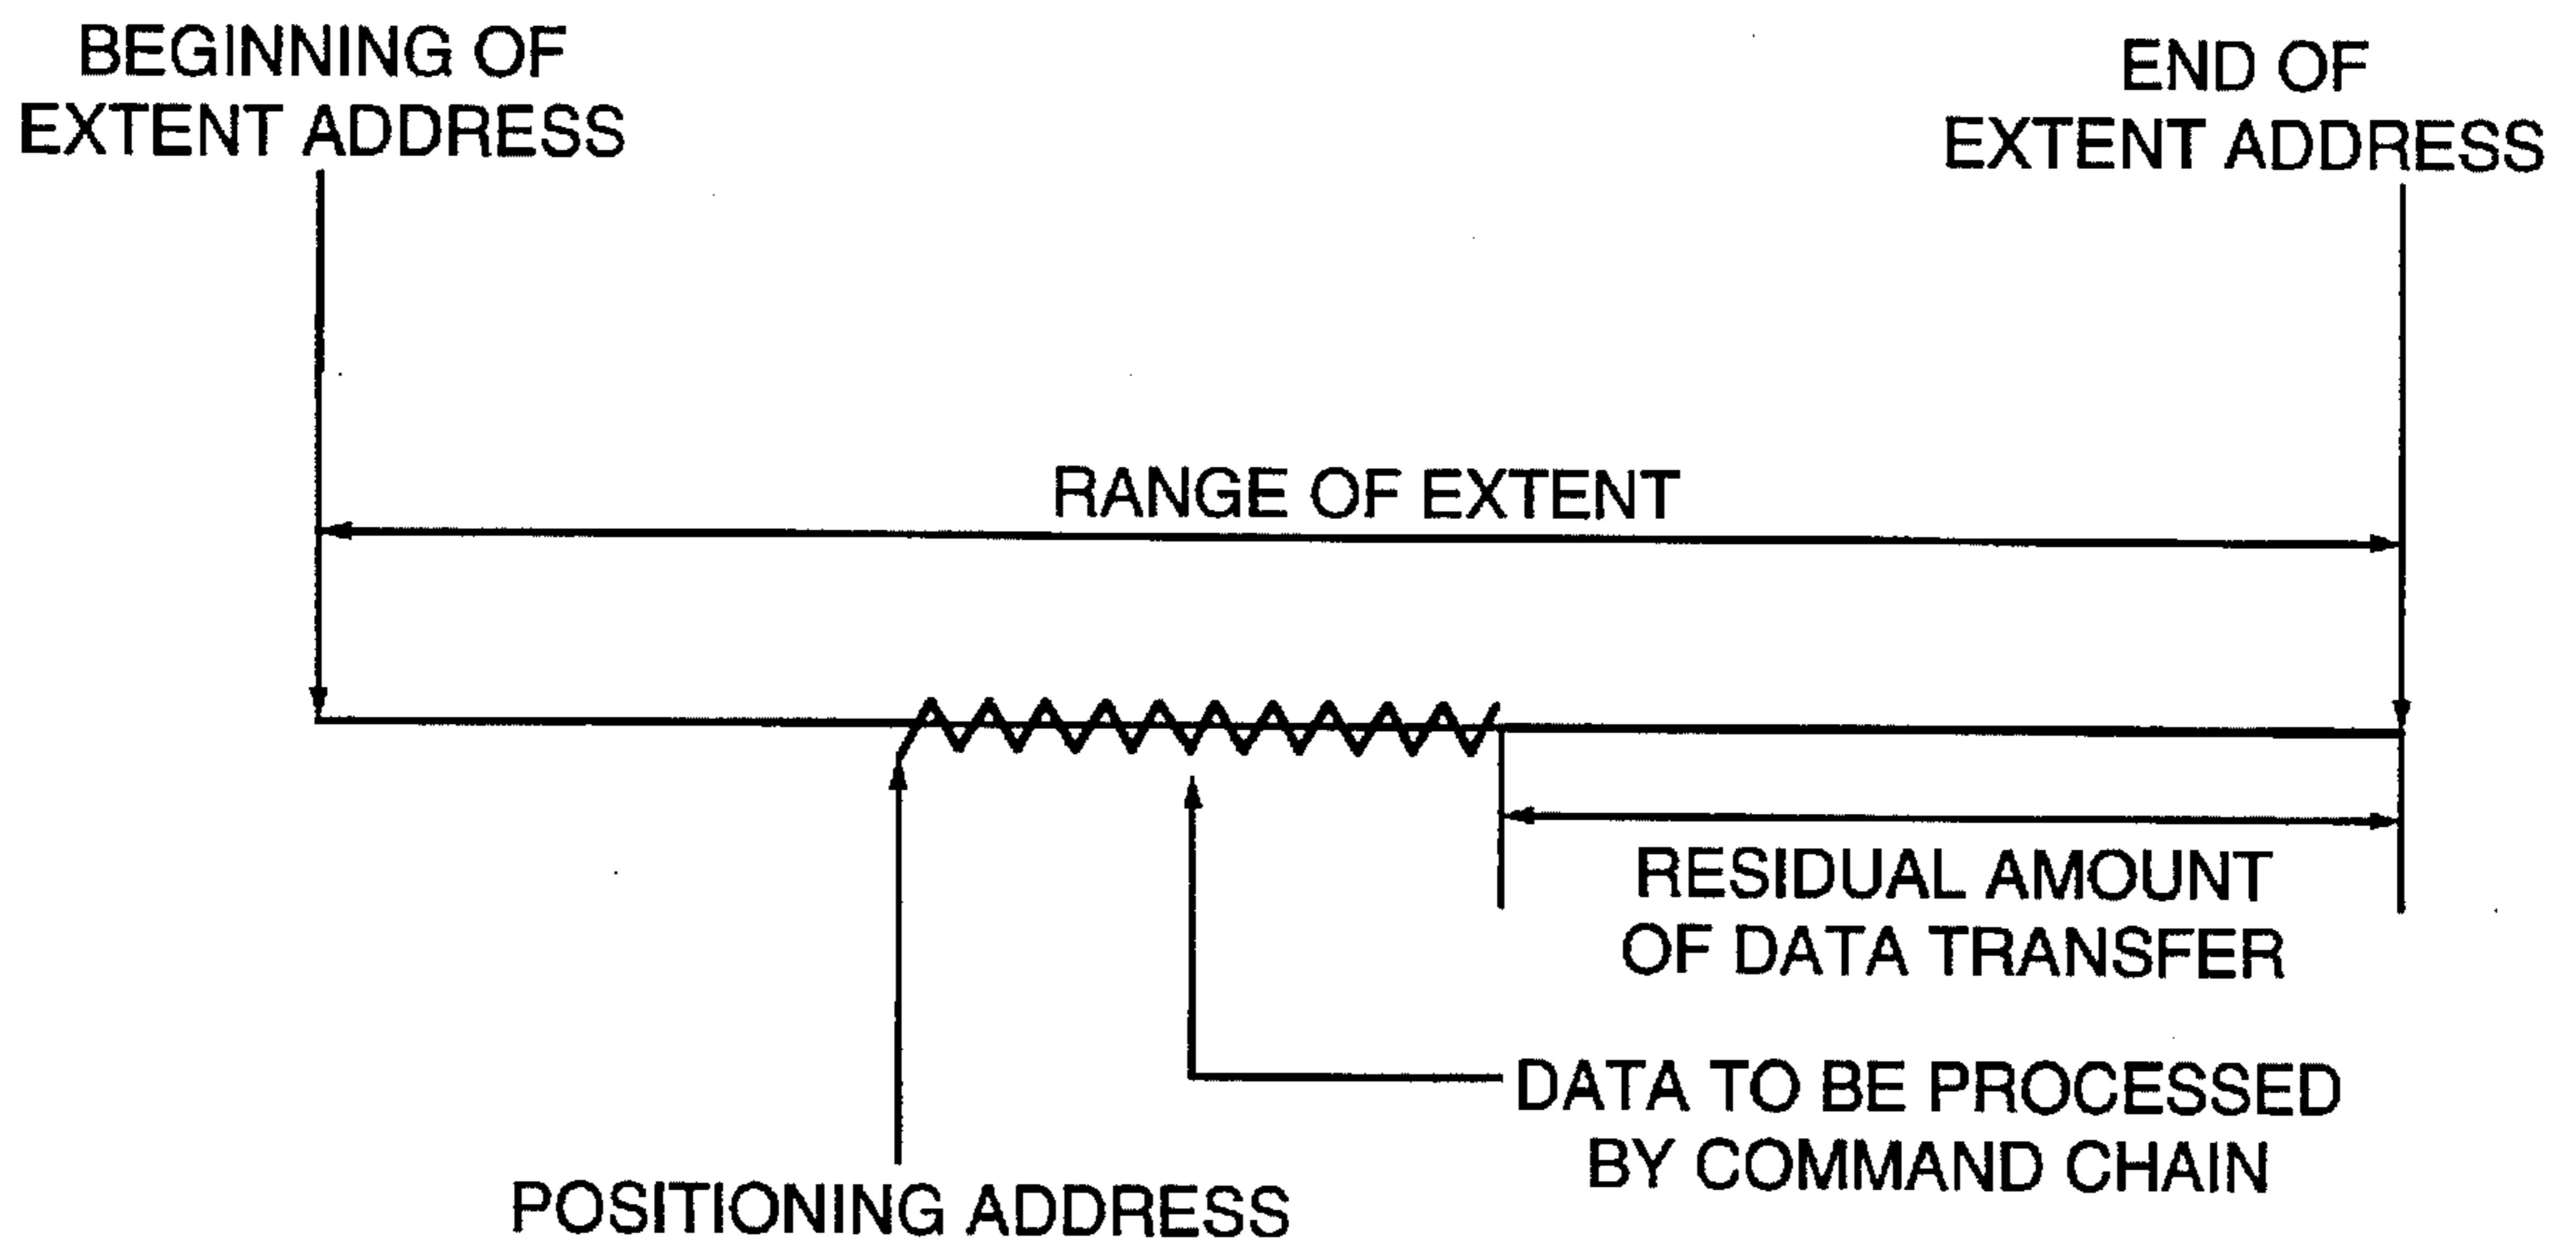 BEGINNING OF
EXTENT ADDRESS
END OF
EXTENT ADDRESS
RANGE OF EXTENT
RESIDUAL AMOUNT
OF DATA TRANSFER
DATA TO BE PROCESSED
BY COMMAND CHAIN
POSITIONING ADDRESS